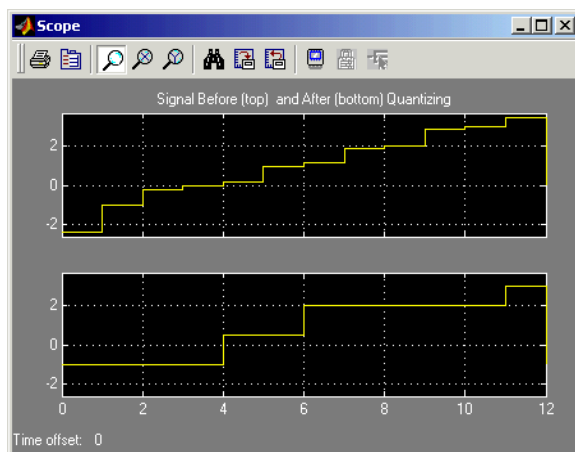 Scope
Signal Before (top) and After (bottom) Quantizing
2
0
-2
2
0
-2
0 2 4 6 8 10 12
Time offset: 0